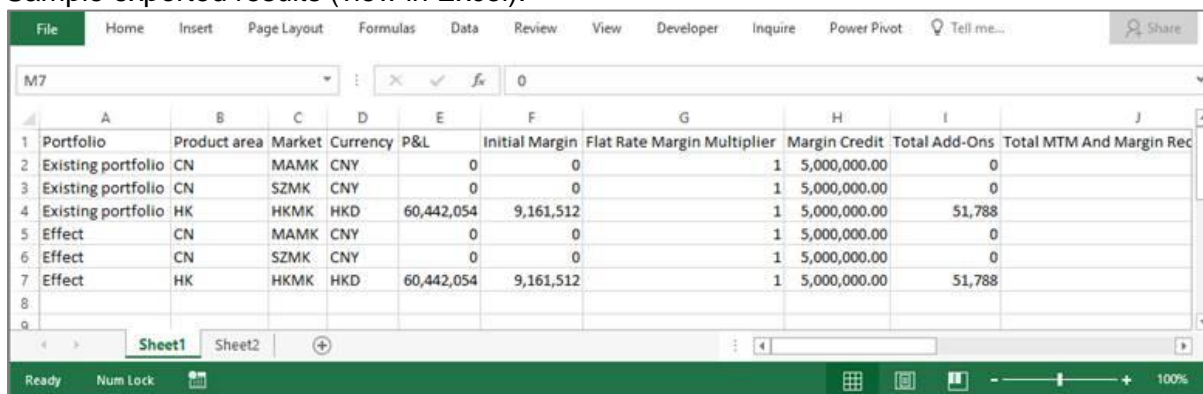 Sample exported results (view in Excel):
File Home Insert Page Layout Formulas Data Review View Developer Inquire Power Pivot Tell me... Share
M7 fx 0
A B C D E F G H I J
1 Portfolio Product area Market Currency P&L Initial Margin Flat Rate Margin Multiplier Margin Credit Total Add-Ons Total MTM And Margin Rec
2 Existing portfolio CN MAMK CNY 0 0 1 5,000,000.00 0
3 Existing portfolio CN SZMK CNY 0 0 1 5,000,000.00 0
4 Existing portfolio HK HKMK HKD 60,442,054 9,161,512 1 5,000,000.00 51,788
5 Effect CN MAMK CNY 0 0 1 5,000,000.00 0
6 Effect CN SZMK CNY 0 0 1 5,000,000.00 0
7 Effect HK HKMK HKD 60,442,054 9,161,512 1 5,000,000.00 51,788
8
9
Sheet1 Sheet2
Ready Num Lock 100%